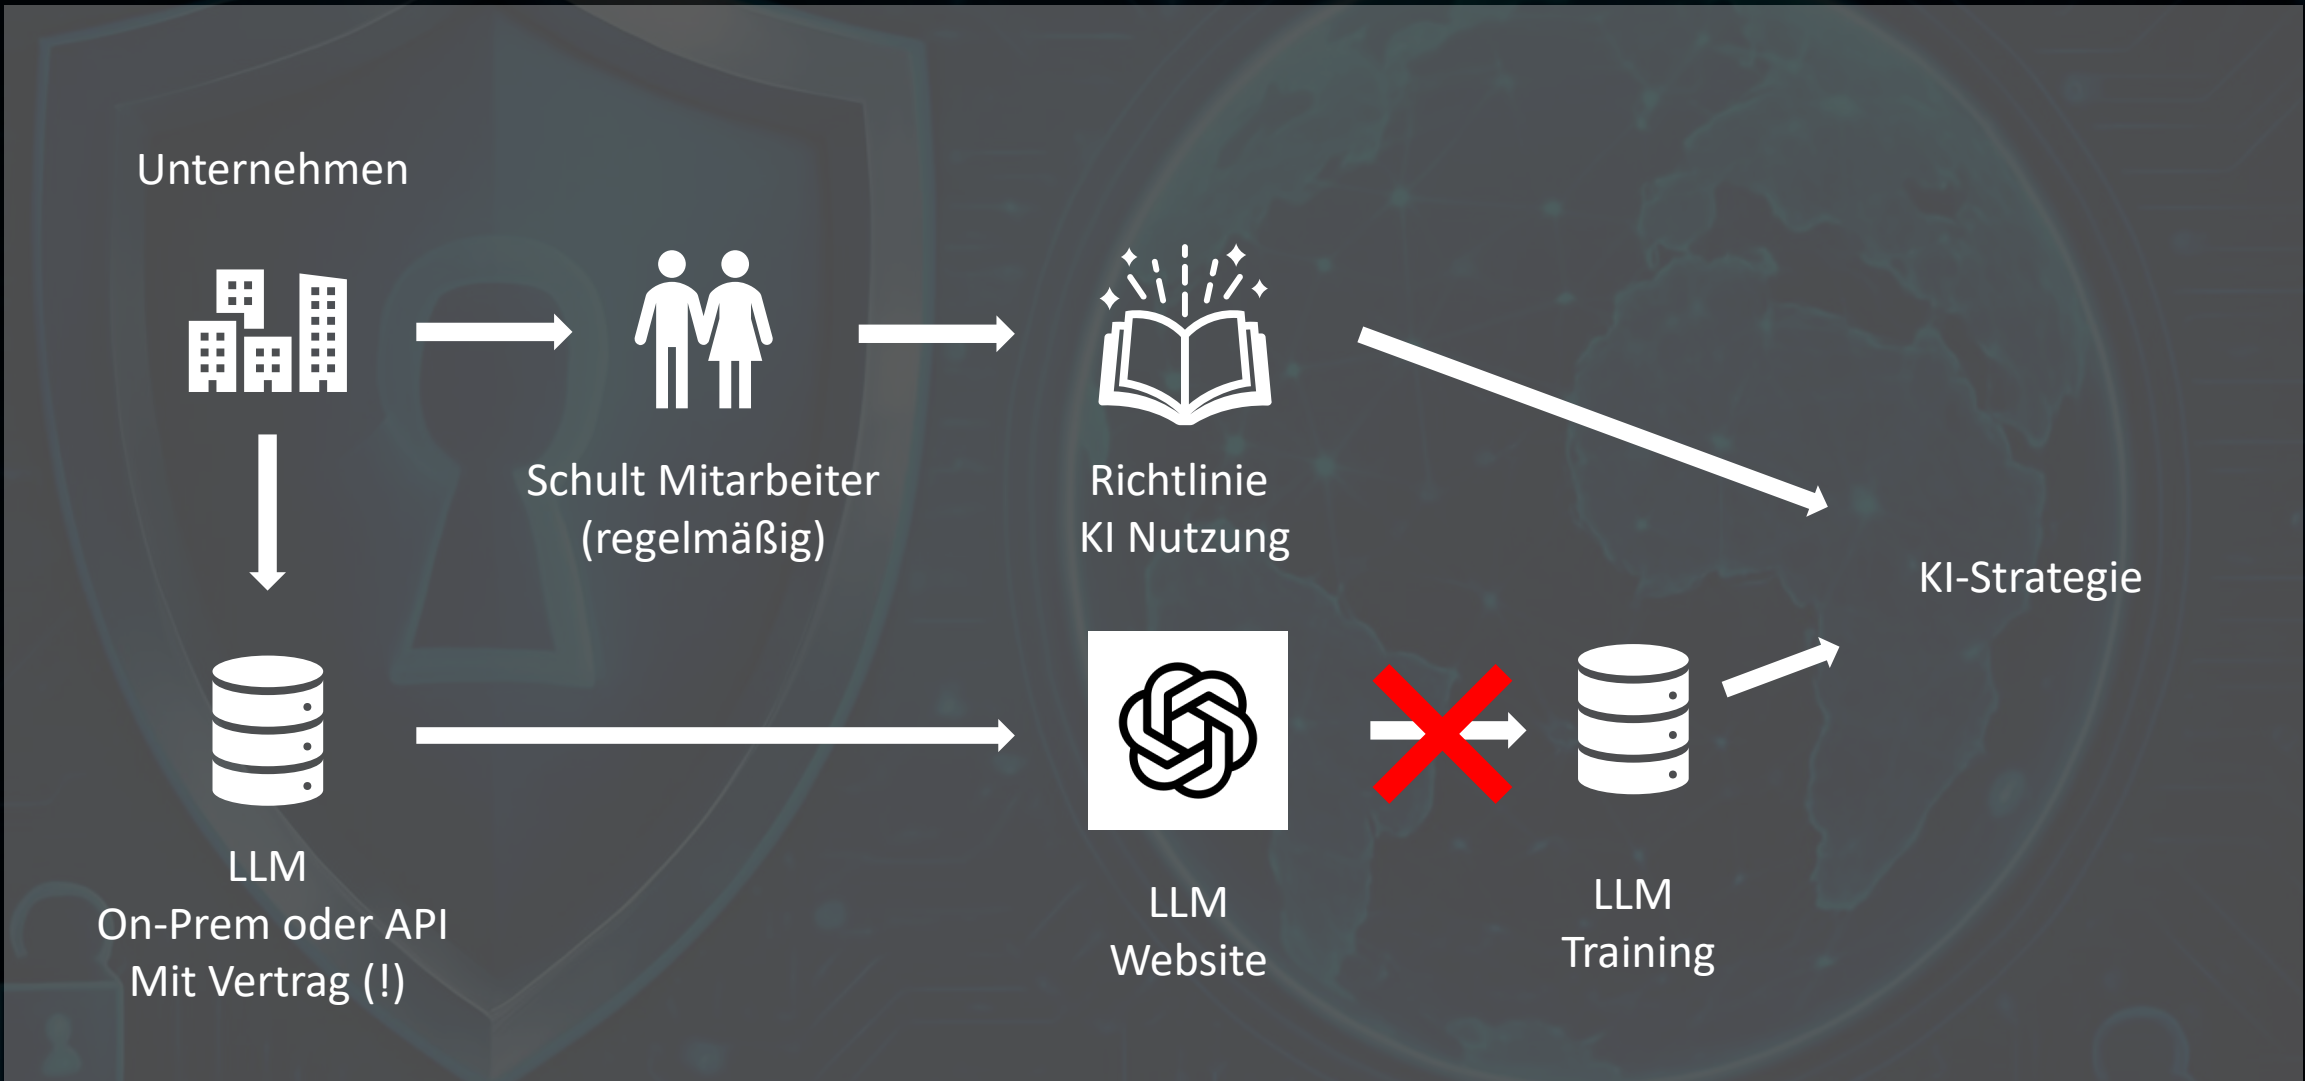 Unternehmen
Schult Mitarbeiter
(regelmäßig)
Richtlinie
KI Nutzung
KI-Strategie
LLM
On-Prem oder API
Mit Vertrag (!)
LLM
Website
LLM
Training